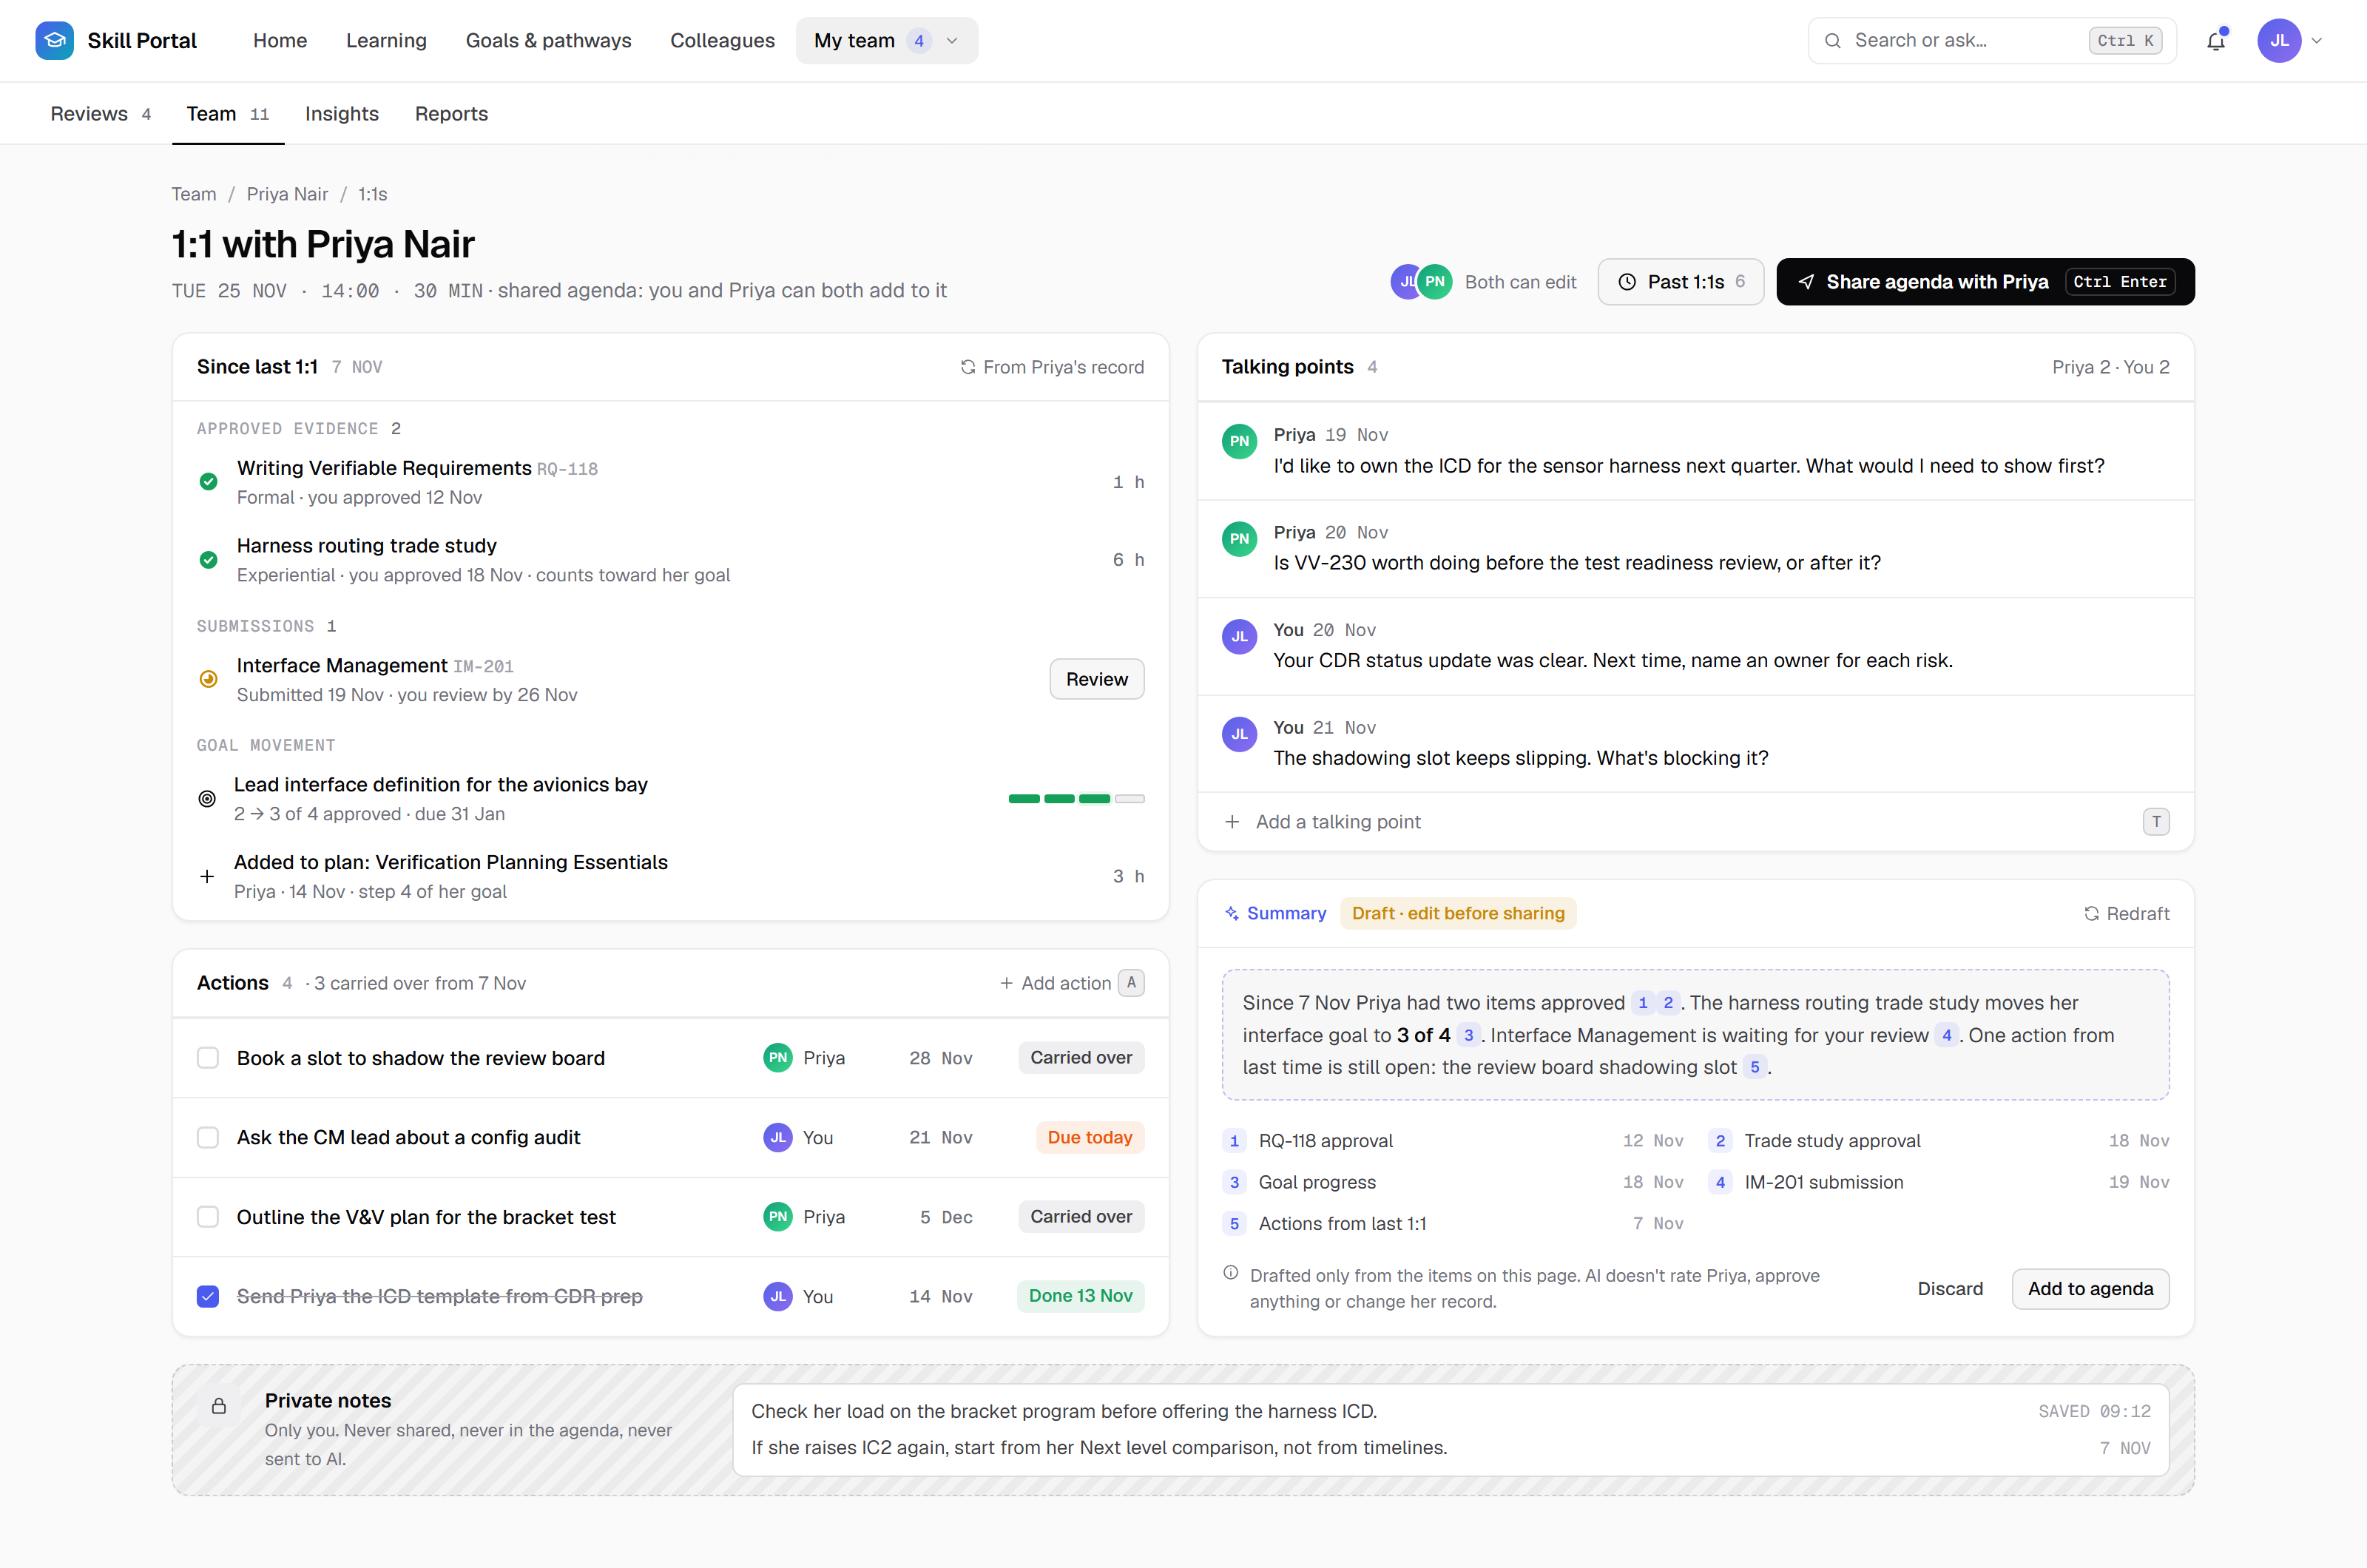 Skill Portal
Home
Learning
Goals & pathways
Colleagues
My team 4
Search or ask...
Ctrl K
JL
Reviews 4
Team 11
Insights
Reports
Team / Priya Nair / 1:1s
1:1 with Priya Nair
TUE 25 NOV · 14:00 · 30 MIN · shared agenda: you and Priya can both add to it
JL PN Both can edit
Past 1:1s 6
Share agenda with Priya Ctrl Enter
Since last 1:1 7 NOV
From Priya's record
APPROVED EVIDENCE 2
Writing Verifiable Requirements RQ-118
Formal · you approved 12 Nov
1 h
Harness routing trade study
Experiential · you approved 18 Nov · counts toward her goal
6 h
SUBMISSIONS 1
Interface Management IM-201
Submitted 19 Nov · you review by 26 Nov
Review
GOAL MOVEMENT
Lead interface definition for the avionics bay
2 → 3 of 4 approved · due 31 Jan
Added to plan: Verification Planning Essentials
Priya · 14 Nov · step 4 of her goal
3 h
Actions 4 · 3 carried over from 7 Nov
+ Add action A
Book a slot to shadow the review board
PN Priya
28 Nov
Carried over
Ask the CM lead about a config audit
JL You
21 Nov
Due today
Outline the V&V plan for the bracket test
PN Priya
5 Dec
Carried over
Send Priya the ICD template from CDR prep
JL You
14 Nov
Done 13 Nov
Talking points 4
Priya 2 · You 2
PN
Priya 19 Nov
I'd like to own the ICD for the sensor harness next quarter. What would I need to show first?
PN
Priya 20 Nov
Is VV-230 worth doing before the test readiness review, or after it?
JL
You 20 Nov
Your CDR status update was clear. Next time, name an owner for each risk.
JL
You 21 Nov
The shadowing slot keeps slipping. What's blocking it?
+ Add a talking point
T
Summary
Draft · edit before sharing
Redraft
Since 7 Nov Priya had two items approved 1 2. The harness routing trade study moves her
interface goal to 3 of 4 3. Interface Management is waiting for your review 4. One action from
last time is still open: the review board shadowing slot 5.
1 RQ-118 approval 12 Nov
2 Trade study approval 18 Nov
3 Goal progress 18 Nov
4 IM-201 submission 19 Nov
5 Actions from last 1:1 7 Nov
Drafted only from the items on this page. AI doesn't rate Priya, approve
anything or change her record.
Discard
Add to agenda
Private notes
Only you. Never shared, never in the agenda, never
sent to AI.
Check her load on the bracket program before offering the harness ICD.
SAVED 09:12
If she raises IC2 again, start from her Next level comparison, not from timelines.
7 NOV